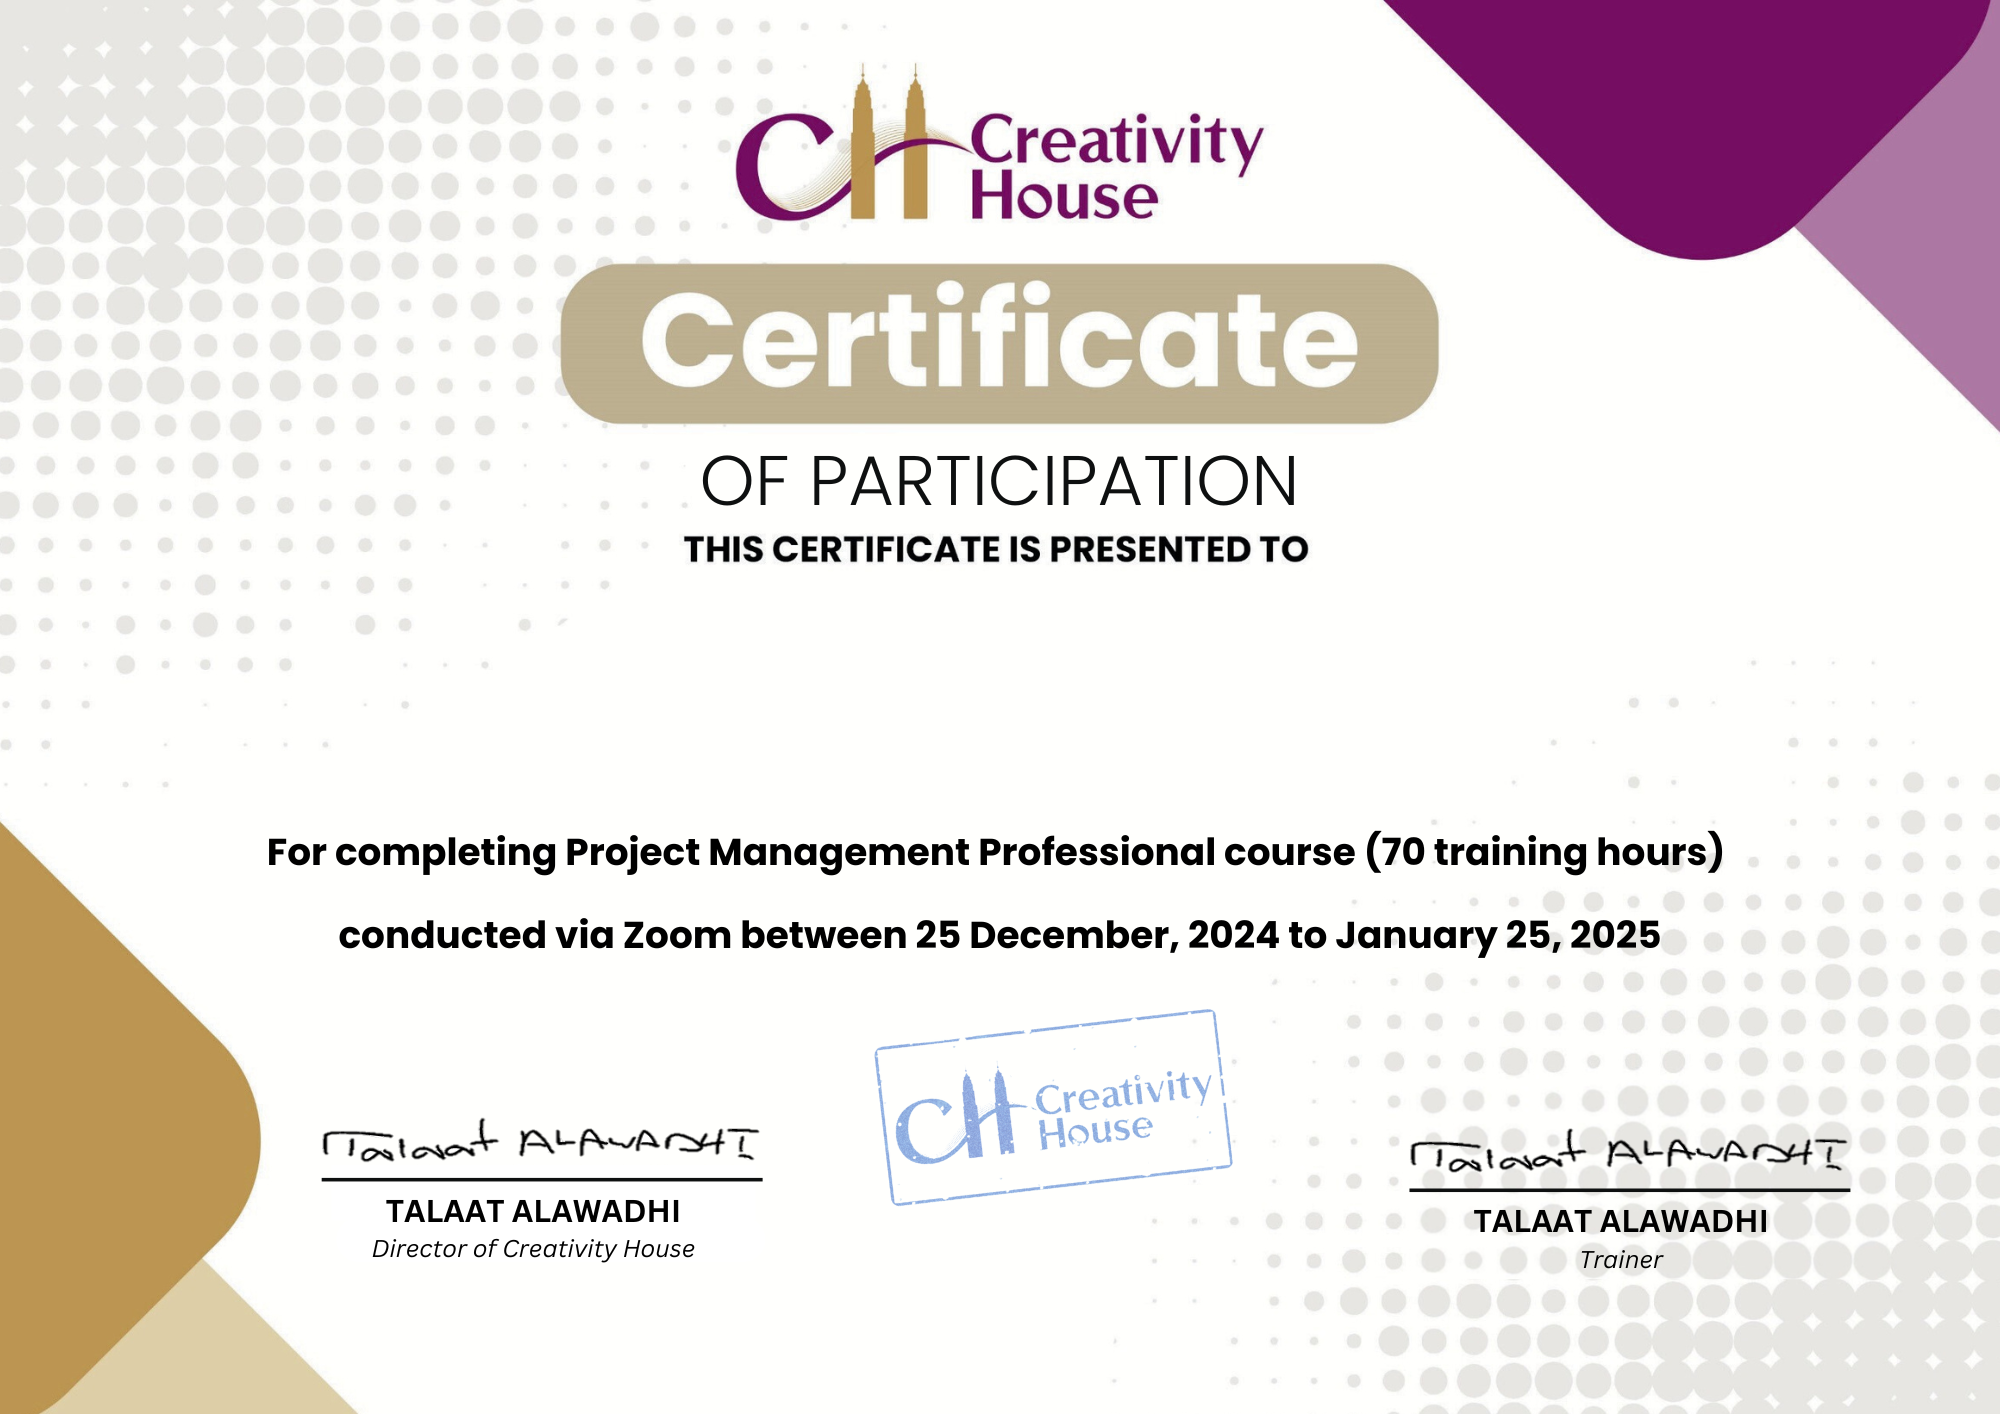 CH Creativity
House
Certificate
OF PARTICIPATION
THIS CERTIFICATE IS PRESENTED TO
For completing Project Management Professional course (70 training hours)
conducted via Zoom between 25 December, 2024 to January 25, 2025
CH Creativity
House
Talaat ALAWADHI
TALAAT ALAWADHI
Director of Creativity House
Talaat ALAWADHI
TALAAT ALAWADHI
Trainer